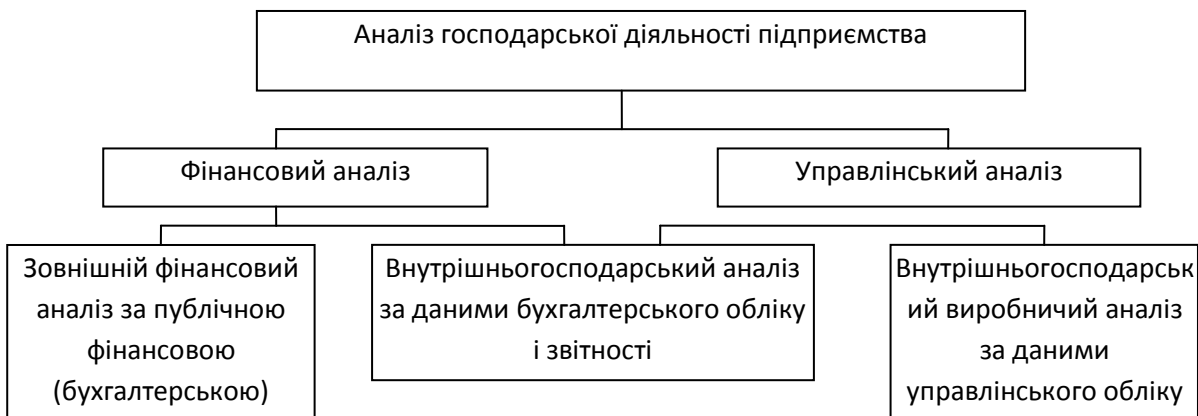 Аналіз господарської діяльності підприємства
Фінансовий аналіз
Управлінський аналіз
Зовнішній фінансовий
аналіз за публічною
фінансовою
(бухгалтерською)
Внутрішньогосподарський аналіз
за даними бухгалтерського обліку
і звітності
Внутрішньогосподарськ
ий виробничий аналіз
за даними
управлінського обліку